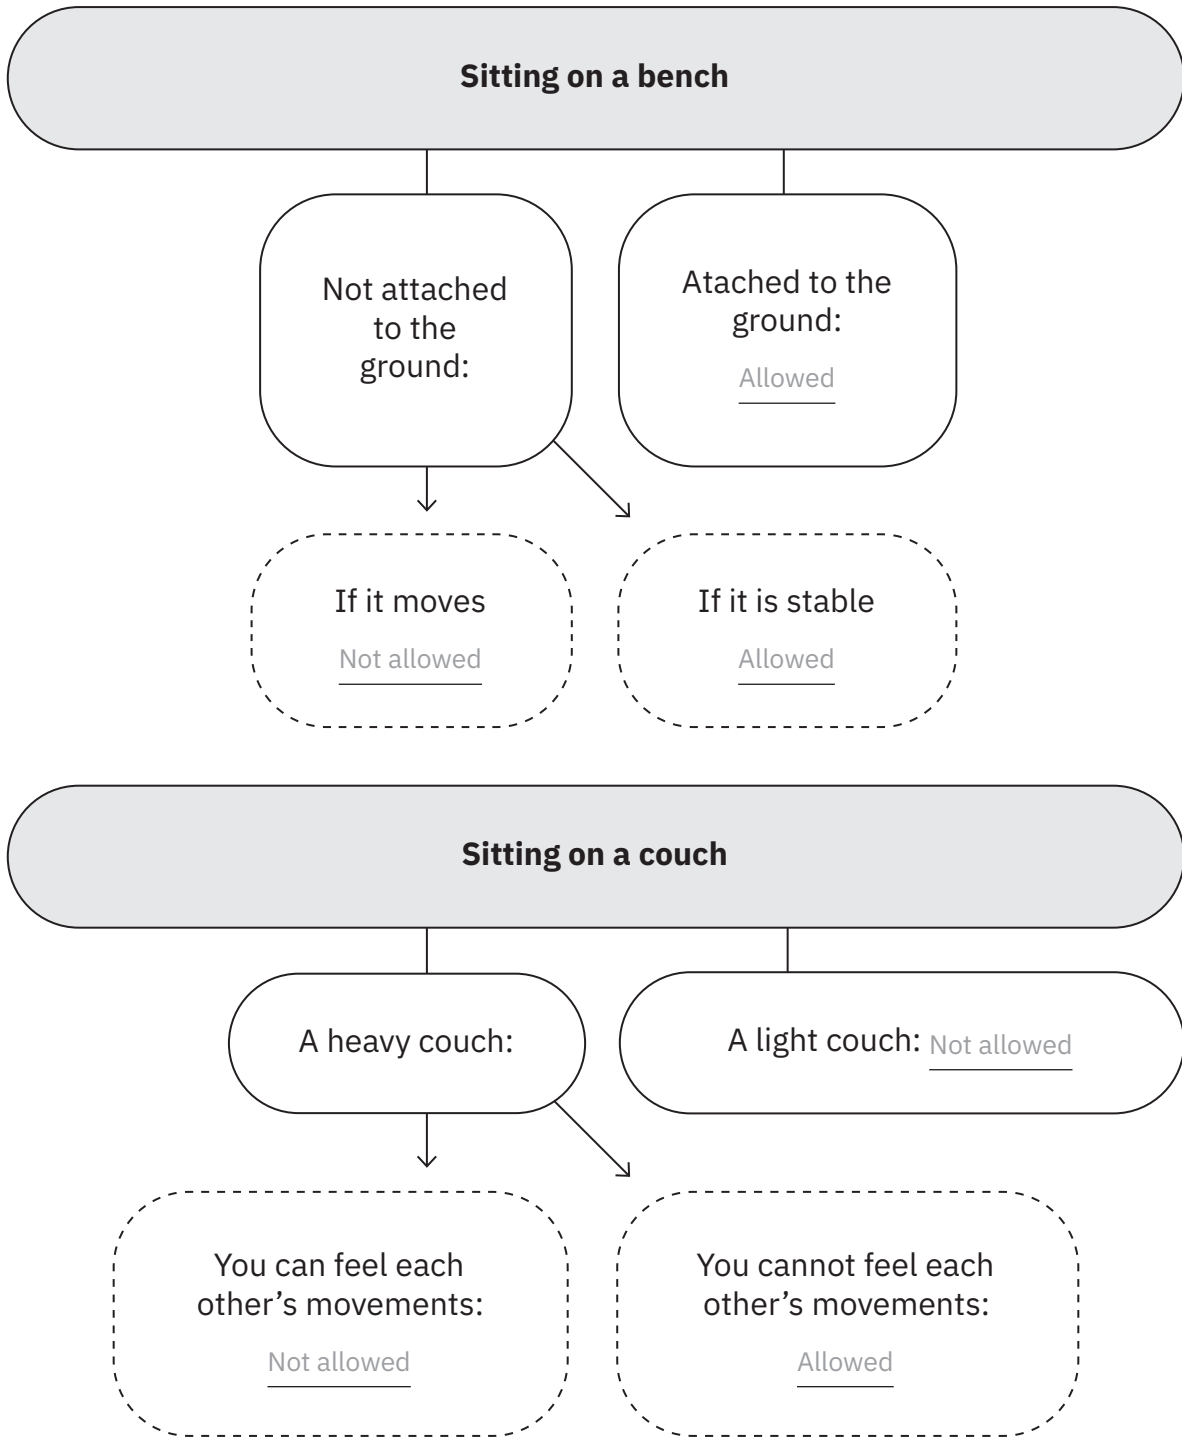 Sitting on a bench
Not attached
to the
ground:
Atached to the
ground:
Allowed
If it moves
Not allowed
If it is stable
Allowed
Sitting on a couch
A heavy couch:
A light couch: Not allowed
You can feel each
other’s movements:
Not allowed
You cannot feel each
other’s movements:
Allowed